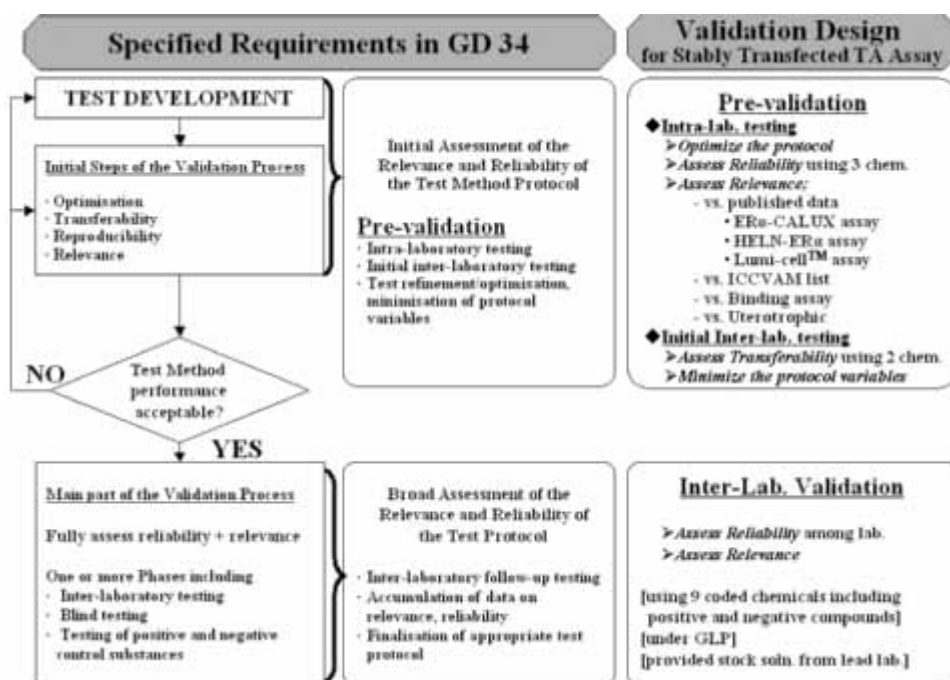 Specified Requirements in GD 34
Validation Design
for Stably Transfected TA Assay
TEST DEVELOPMENT
Initial Steps of the Validation Process
· Optimisation
· Transferability
· Reproducibility
· Relevance
Initial Assessment of the
Relevance and Reliability of
the Test Method Protocol
Pre-validation
· Intra-laboratory testing
· Initial inter-laboratory testing
· Test refinement/optimisation,
minimisation of protocol
variables
Pre-validation
◆Intra-lab. testing
➢Optimize the protocol
➢Assess Reliability using 3 chem.
➢Assess Relevance;
- vs. published data
• ERα-CALUX assay
• HELN-ERα assay
• Lumi-cell™ assay
- vs. ICCVAM list
- vs. Binding assay
- vs. Uterotrophic
◆Initial Inter-lab. testing
➢Assess Transferability using 2 chem.
➢Minimize the protocol variables
NO
Test Method
performance
acceptable?
YES
Main part of the Validation Process
Fully assess reliability + relevance
One or more Phases including
· Inter-laboratory testing
· Blind testing
· Testing of positive and negative
control substances
Broad Assessment of the
Relevance and Reliability of
the Test Protocol
· Inter-laboratory follow-up testing
· Accumulation of data on
relevance, reliability
· Finalisation of appropriate test
protocol
Inter-Lab. Validation
➢Assess Reliability among lab.
➢Assess Relevance
[using 9 coded chemicals including
positive and negative compounds]
[under GLP]
[provided stock soln. from lead lab.]